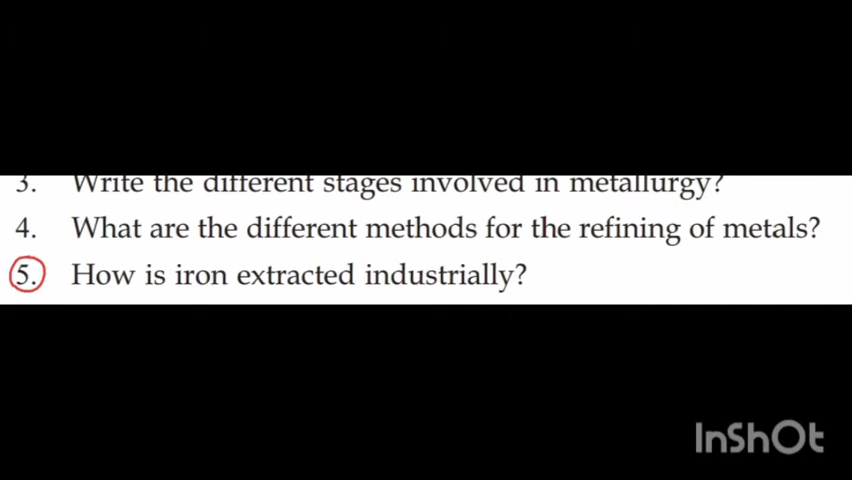 3. Write the different stages involved in metallurgy?
4. What are the different methods for the refining of metals?
5. How is iron extracted industrially?
InShOt